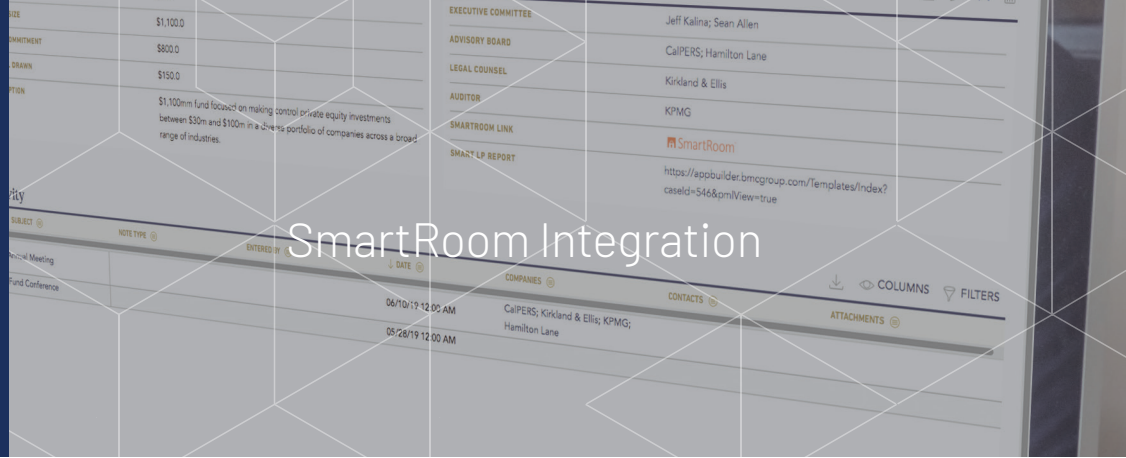 SIZE $1,100.0
OMMITMENT $800.0
DRAWN $150.0
PTION $1,100mm fund focused on making control private equity investments
between $30m and $100m in a diverse portfolio of companies across a broad
range of industries.
EXECUTIVE COMMITTEE Jeff Kalina; Sean Allen
ADVISORY BOARD CalPERS; Hamilton Lane
LEGAL COUNSEL Kirkland & Ellis
AUDITOR KPMG
SMARTROOM LINK SmartRoom
SMART LP REPORT https://appbuilder.bmcgroup.com/Templates/Index?
caseId=546&pmlView=true
vity
SmartRoom Integration
COLUMNS FILTERS
SUBJECT NOTE TYPE ENTERED BY DATE COMPANIES CONTACTS ATTACHMENTS
Annual Meeting 06/10/19 12:00 AM CalPERS; Kirkland & Ellis; KPMG;
Hamilton Lane
Fund Conference 05/28/19 12:00 AM